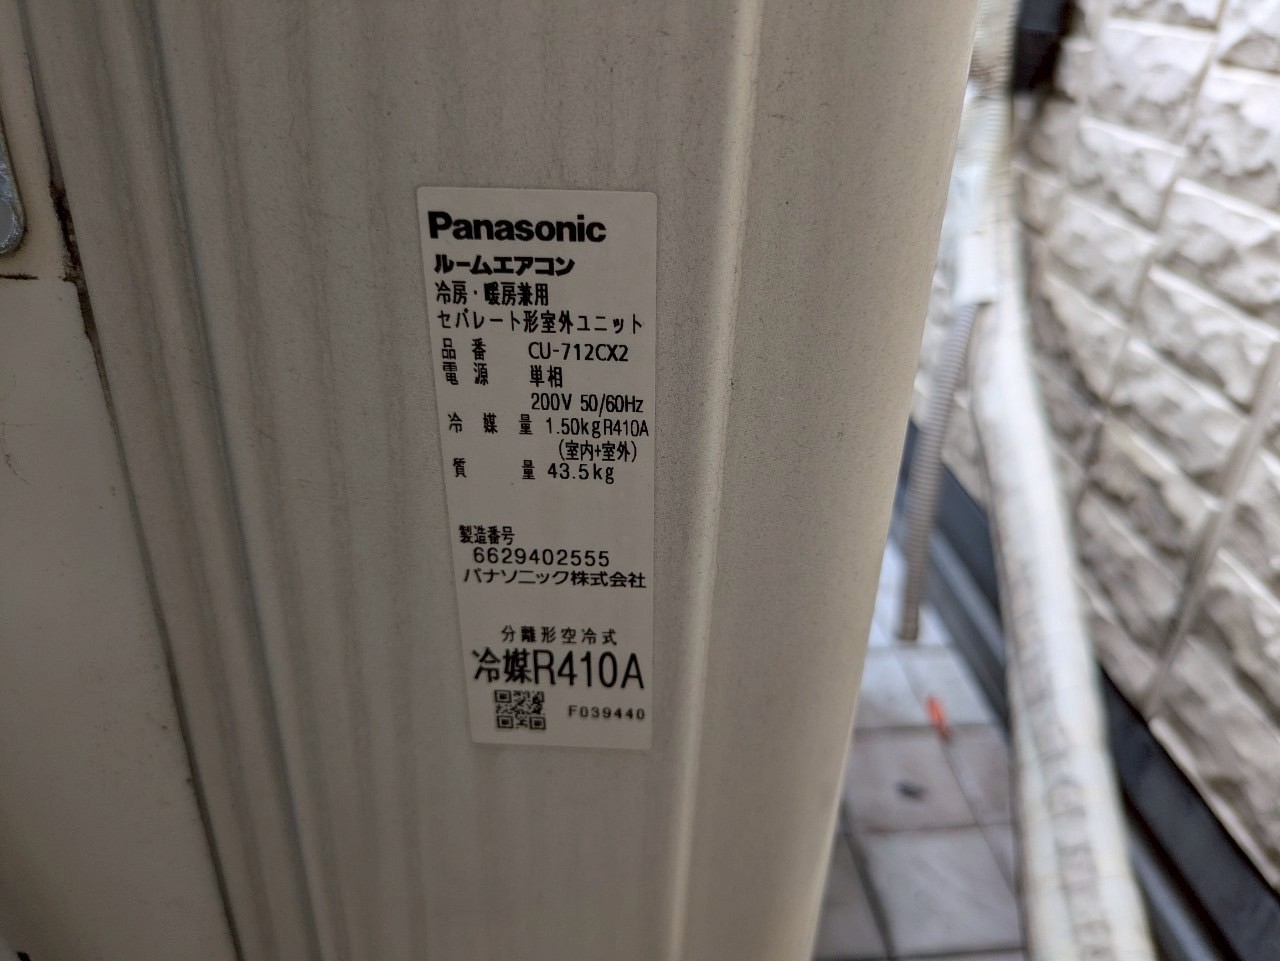 Panasonic
ルームエアコン
冷房・暖房兼用
セパレート形室外ユニット
品番 CU-712CX2
電源 単相
200V 50/60Hz
冷媒量 1.50kgR410A
(室内+室外)
質量 43.5kg
製造番号
6629402555
パナソニック株式会社
分離形空冷式
冷媒R410A
F039440